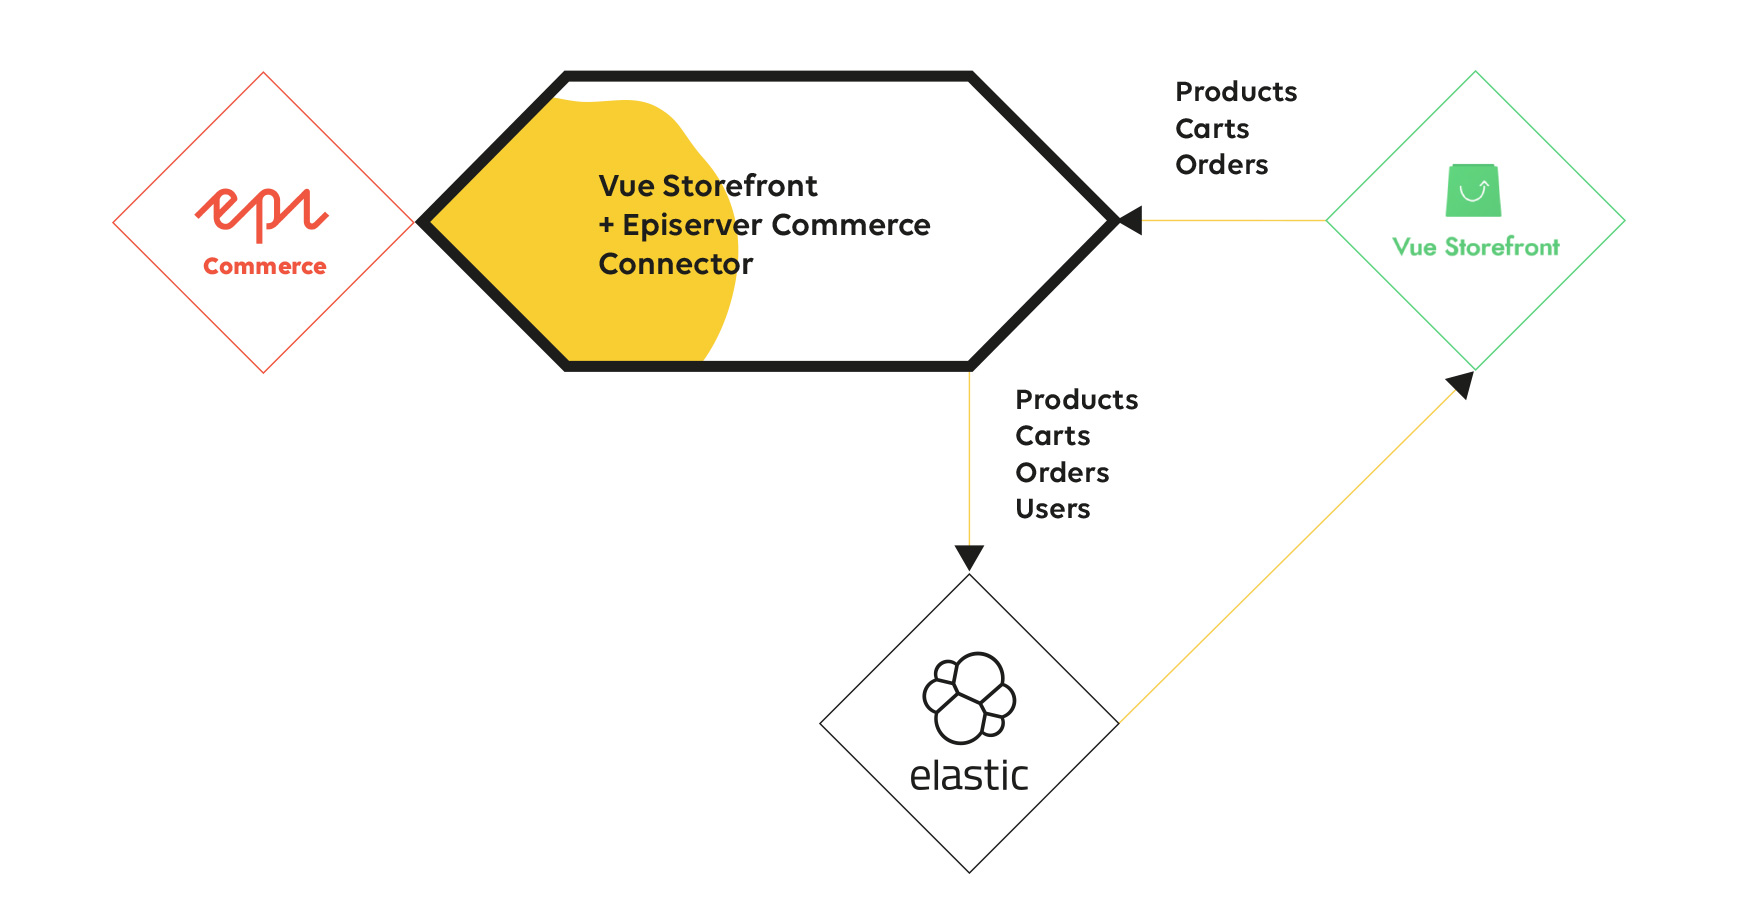 epi
Commerce
Vue Storefront
+ Episerver Commerce
Connector
Products
Carts
Orders
Vue Storefront
Products
Carts
Orders
Users
elastic